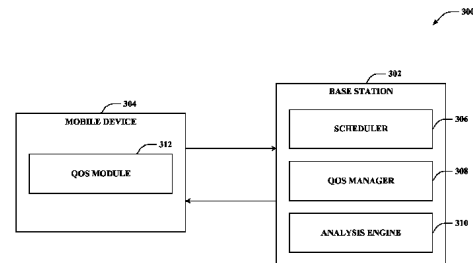 300
302
BASE STATION
304
MOBILE DEVICE
306
SCHEDULER
312
QOS MODULE
308
QOS MANAGER
310
ANALYSIS ENGINE